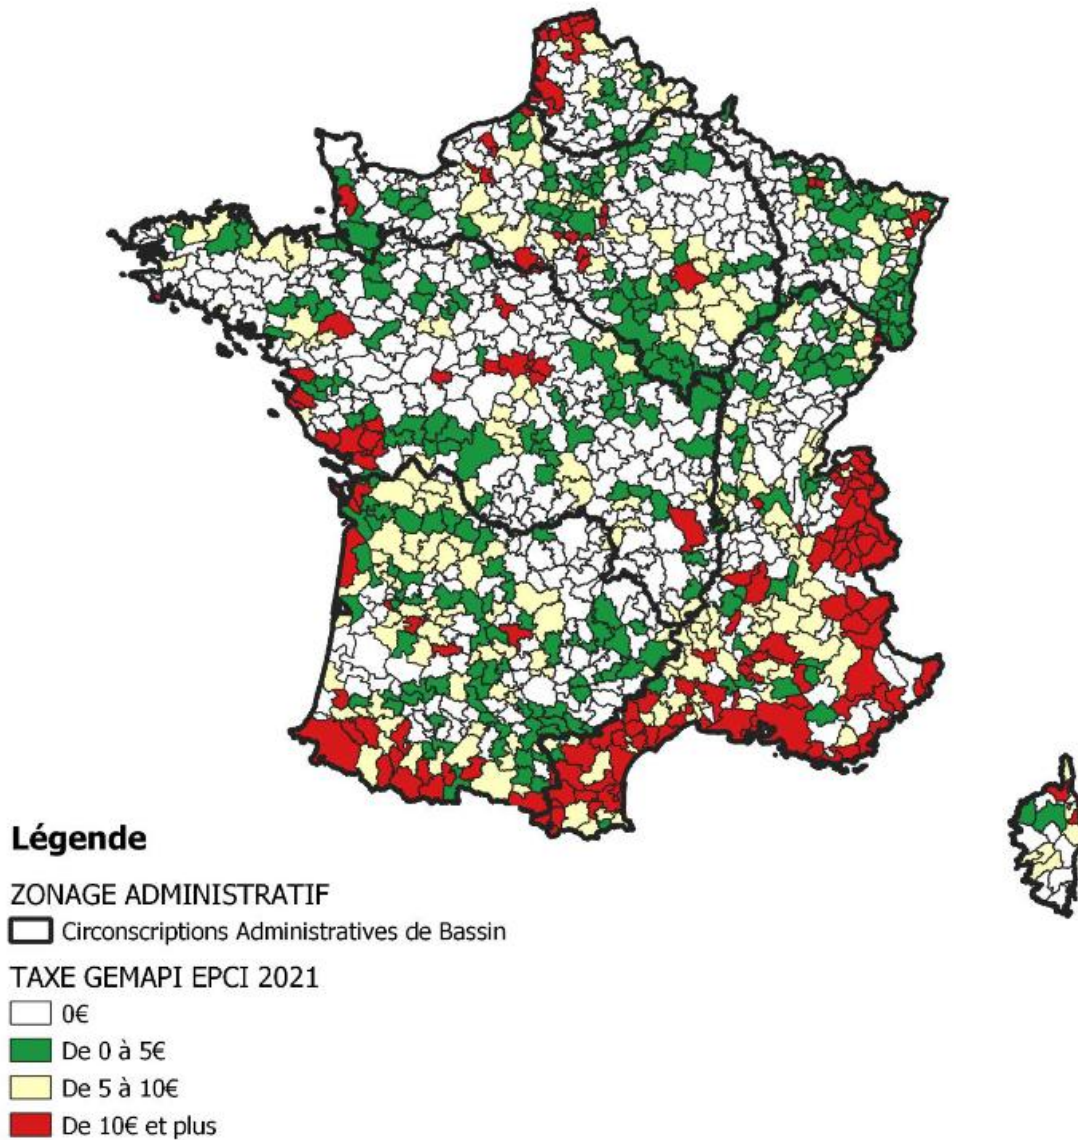 Légende
ZONAGE ADMINISTRATIF
Circonscriptions Administratives de Bassin
TAXE GEMAPI EPCI 2021
0€
De 0 à 5€
De 5 à 10€
De 10€ et plus